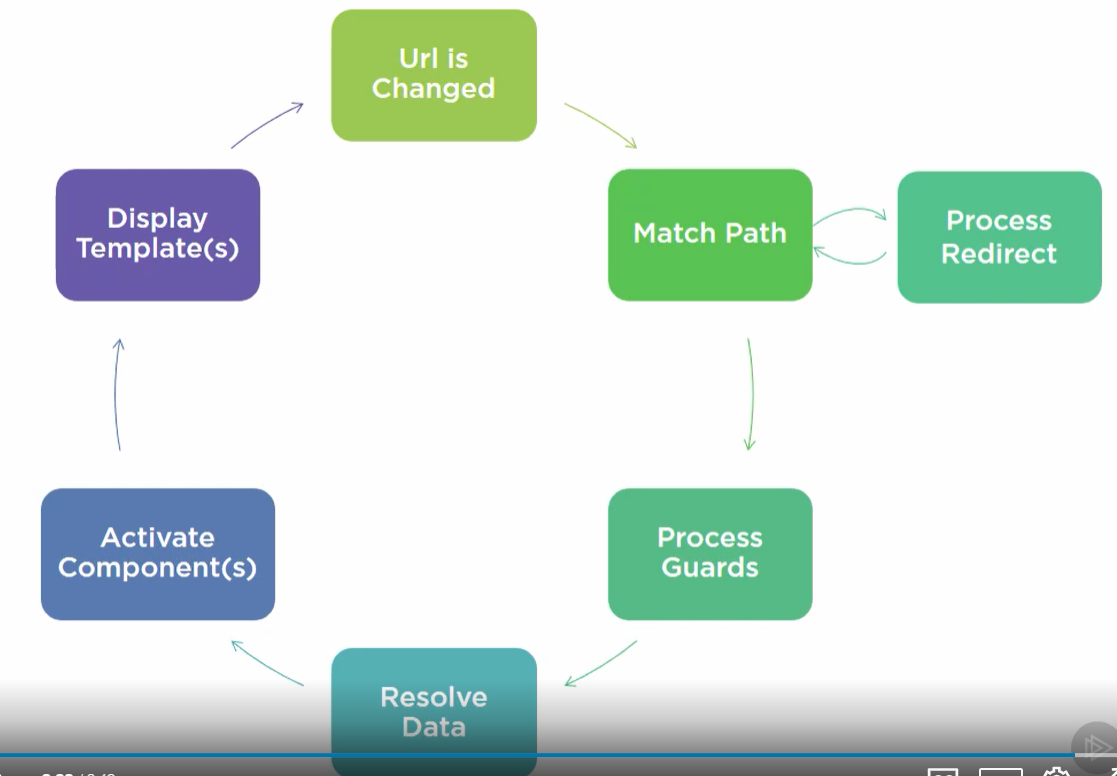 Url is
Changed
Display
Template(s)
Match Path
Process
Redirect
Activate
Component(s)
Process
Guards
Resolve
Data